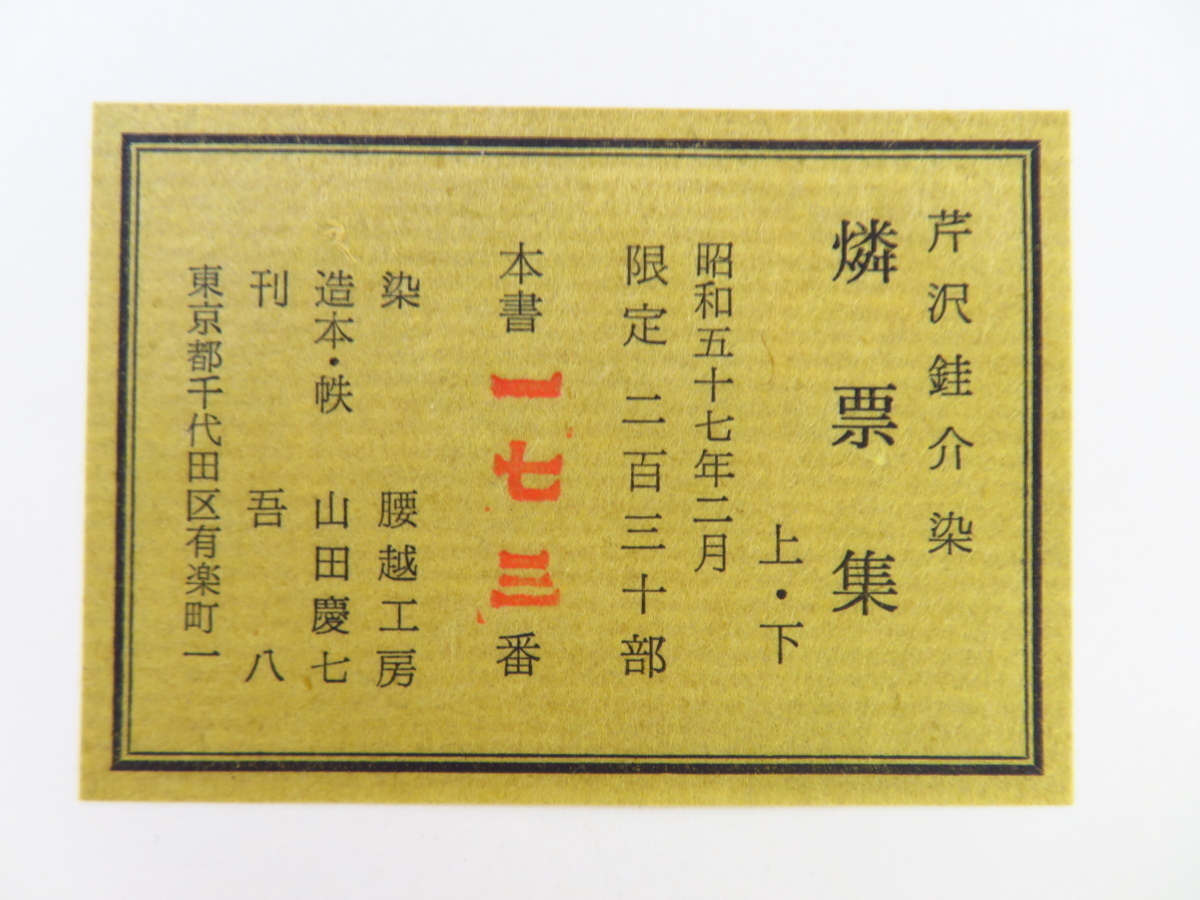 芹沢銈介染
燐票集
上・下
昭和五十七年二月
限定 二百三十部
本書 一七三 番
染 腰越工房
造本・帙 山田慶七
刊 吾八
東京都千代田区有楽町一